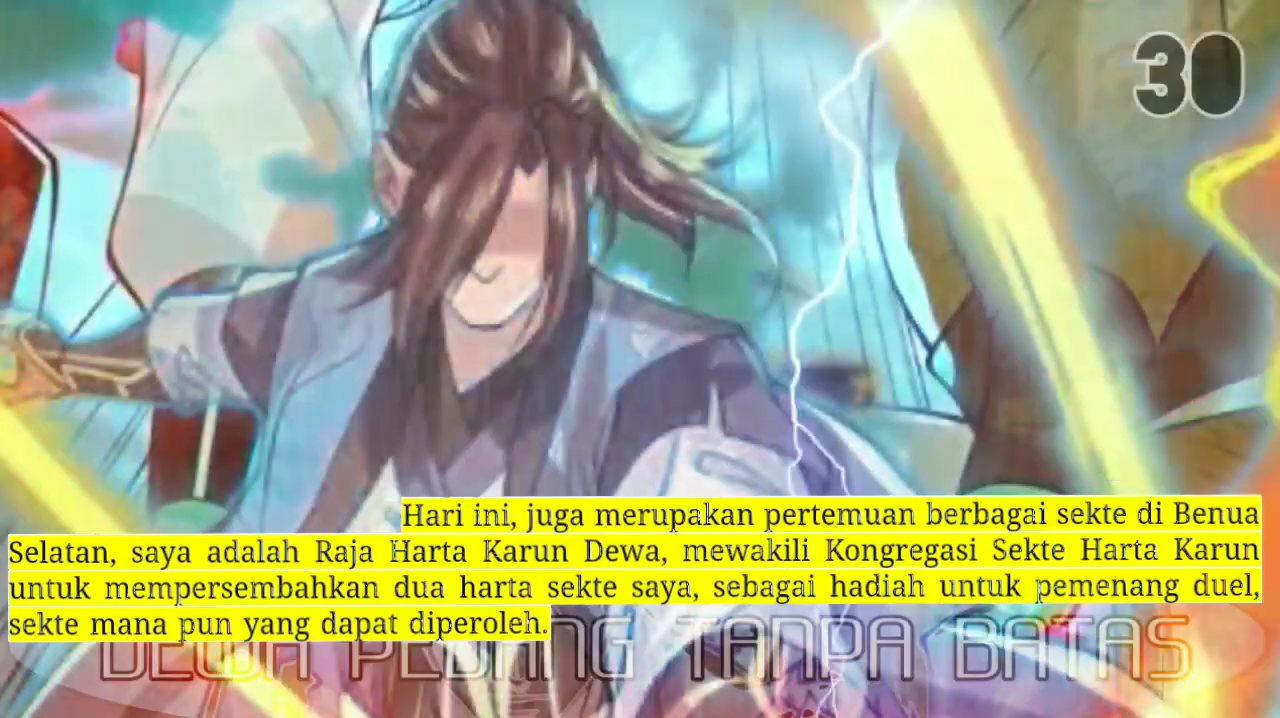 30
Hari ini, juga merupakan pertemuan berbagai sekte di Benua
Selatan, saya adalah Raja Harta Karun Dewa, mewakili Kongregasi Sekte Harta Karun
untuk mempersembahkan dua harta sekte saya, sebagai hadiah untuk pemenang duel,
sekte mana pun yang dapat diperoleh.
DEWA PEDANG TANPA BATAS